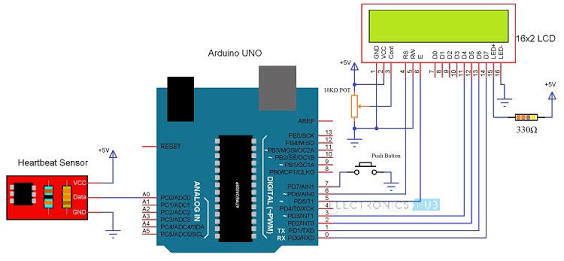 16x2 LCD
Arduino UNO
+5V
GND
VCC
Cont
RS
RW
E
D0
D1
D2
D3
D4
D5
D6
D7
LED+
LED-
1 2 3 4 5 6 7 8 9 10 11 12 13 14 15 16
+5V
10KΩ POT
330Ω
AREF
RESET
PB5/SCK 13
PB4/MISO 12
~ PB3/MOSI/OC2A 11
~ PB2/SS/OC1B 10
~ PB1/OC1A 9
PB0/ICP1/CLKO 8
Push Button
Heartbeat Sensor
+5V
VCC
Data
GND
A0 PC0/ADC0
A1 PC1/ADC1
A2 PC2/ADC2
A3 PC3/ADC3
A4 PC4/ADC4/SDA
A5 PC5/ADC5/SCL
ANALOG IN
ATMEGA328P
DIGITAL (~PWM)
PD7/AIN1 7
~ PD6/AIN0 6
~ PD5/T1 5
PD4/T0/XCK 4
~ PD3/INT1 3
PD2/INT0 2
TX PD1/TXD 1
RX PD0/RXD 0
ELECTRONICS HUB